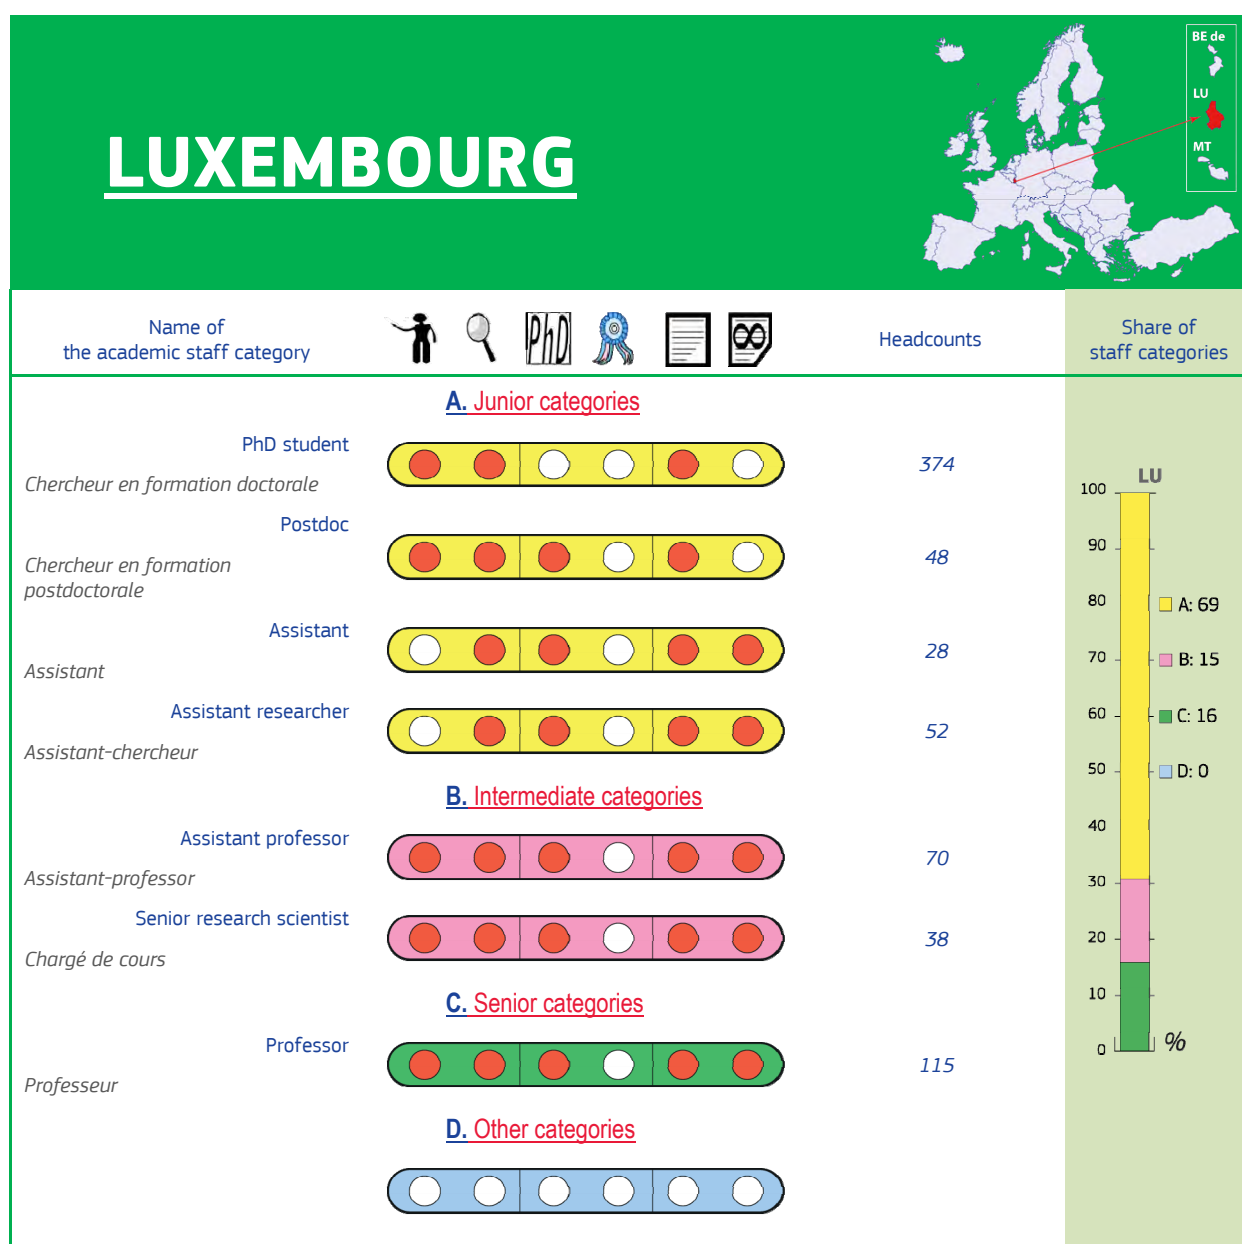 LUXEMBOURG
BE de
LU
MT
Name of
the academic staff category
PhD
∞
Headcounts
Share of
staff categories
A. Junior categories
PhD student
Chercheur en formation doctorale
374
Postdoc
Chercheur en formation
postdoctorale
48
Assistant
Assistant
28
Assistant researcher
Assistant-chercheur
52
B. Intermediate categories
Assistant professor
Assistant-professor
70
Senior research scientist
Chargé de cours
38
C. Senior categories
Professor
Professeur
115
D. Other categories
LU
100
90
80
70
60
50
40
30
20
10
0
%
A: 69
B: 15
C: 16
D: 0